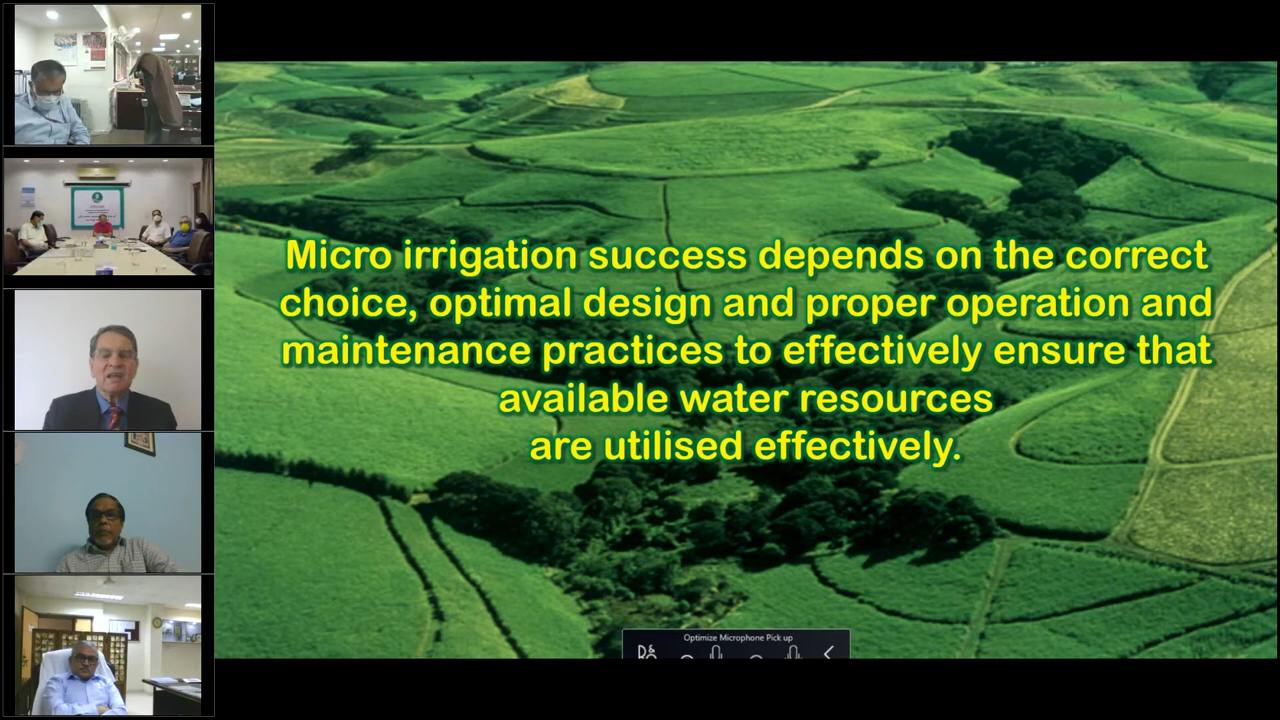 Micro irrigation success depends on the correct
choice, optimal design and proper operation and
maintenance practices to effectively ensure that
available water resources
are utilised effectively.
Optimize Microphone Pick up